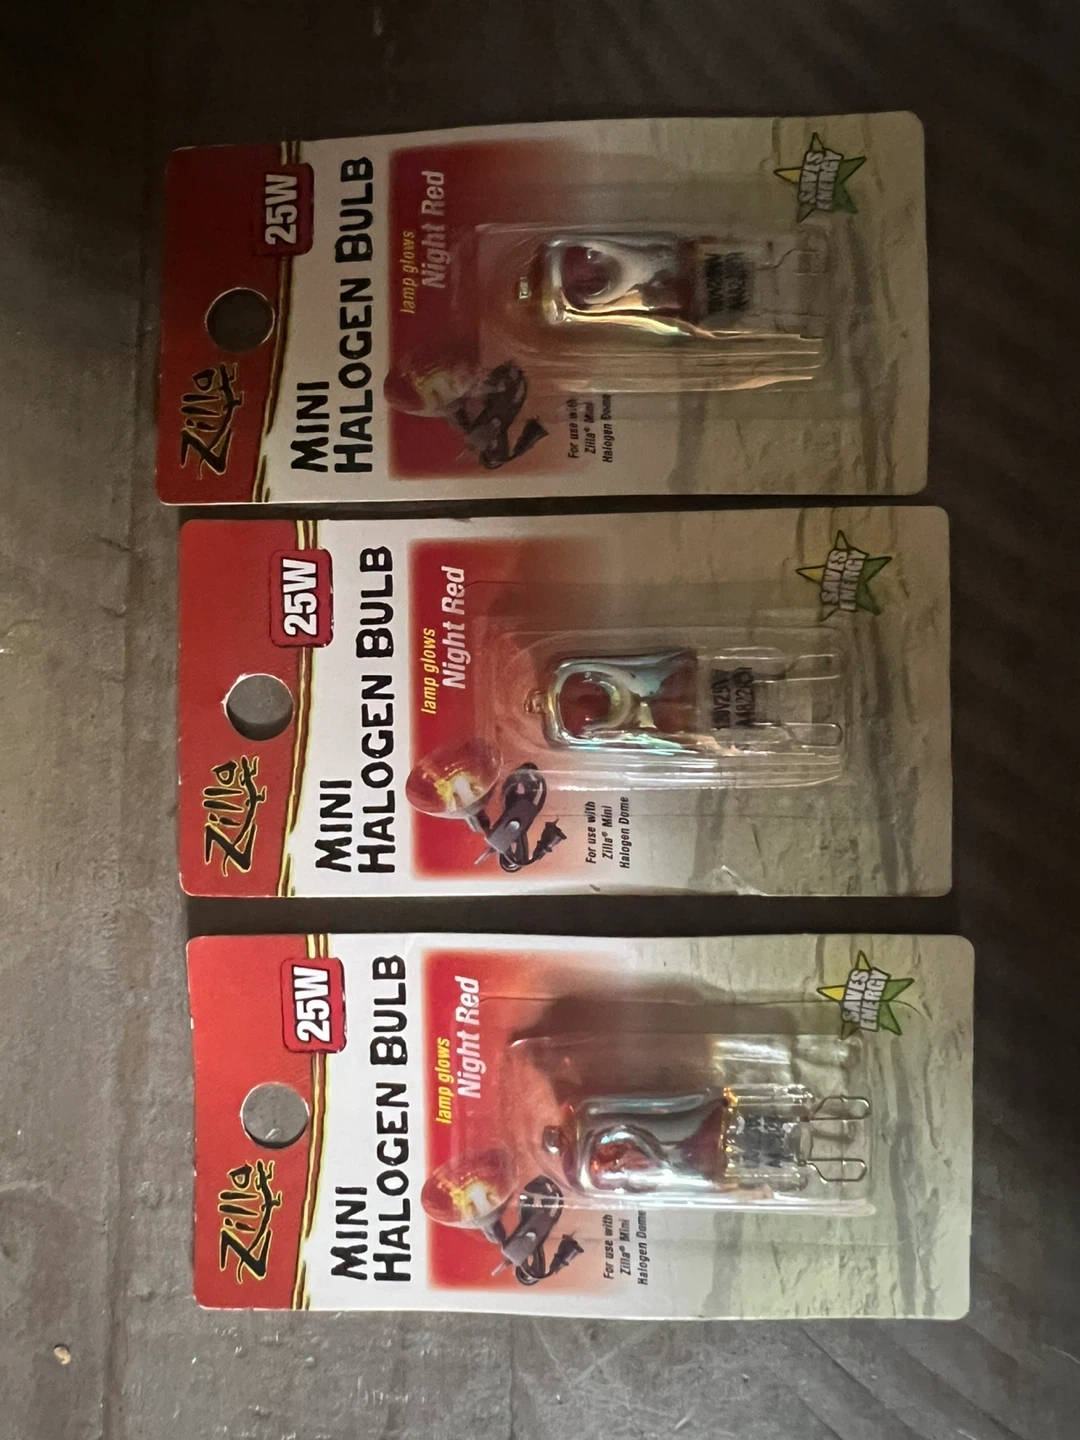 Zilla
25W
MINI
HALOGEN BULB
lamp glows
Night Red
For use with
Zilla® Mini
Halogen Dome
SAVES
ENERGY
Zilla
25W
MINI
HALOGEN BULB
lamp glows
Night Red
For use with
Zilla® Mini
Halogen Dome
SAVES
ENERGY
Zilla
25W
MINI
HALOGEN BULB
lamp glows
Night Red
For use with
Zilla® Mini
Halogen Dome
SAVES
ENERGY